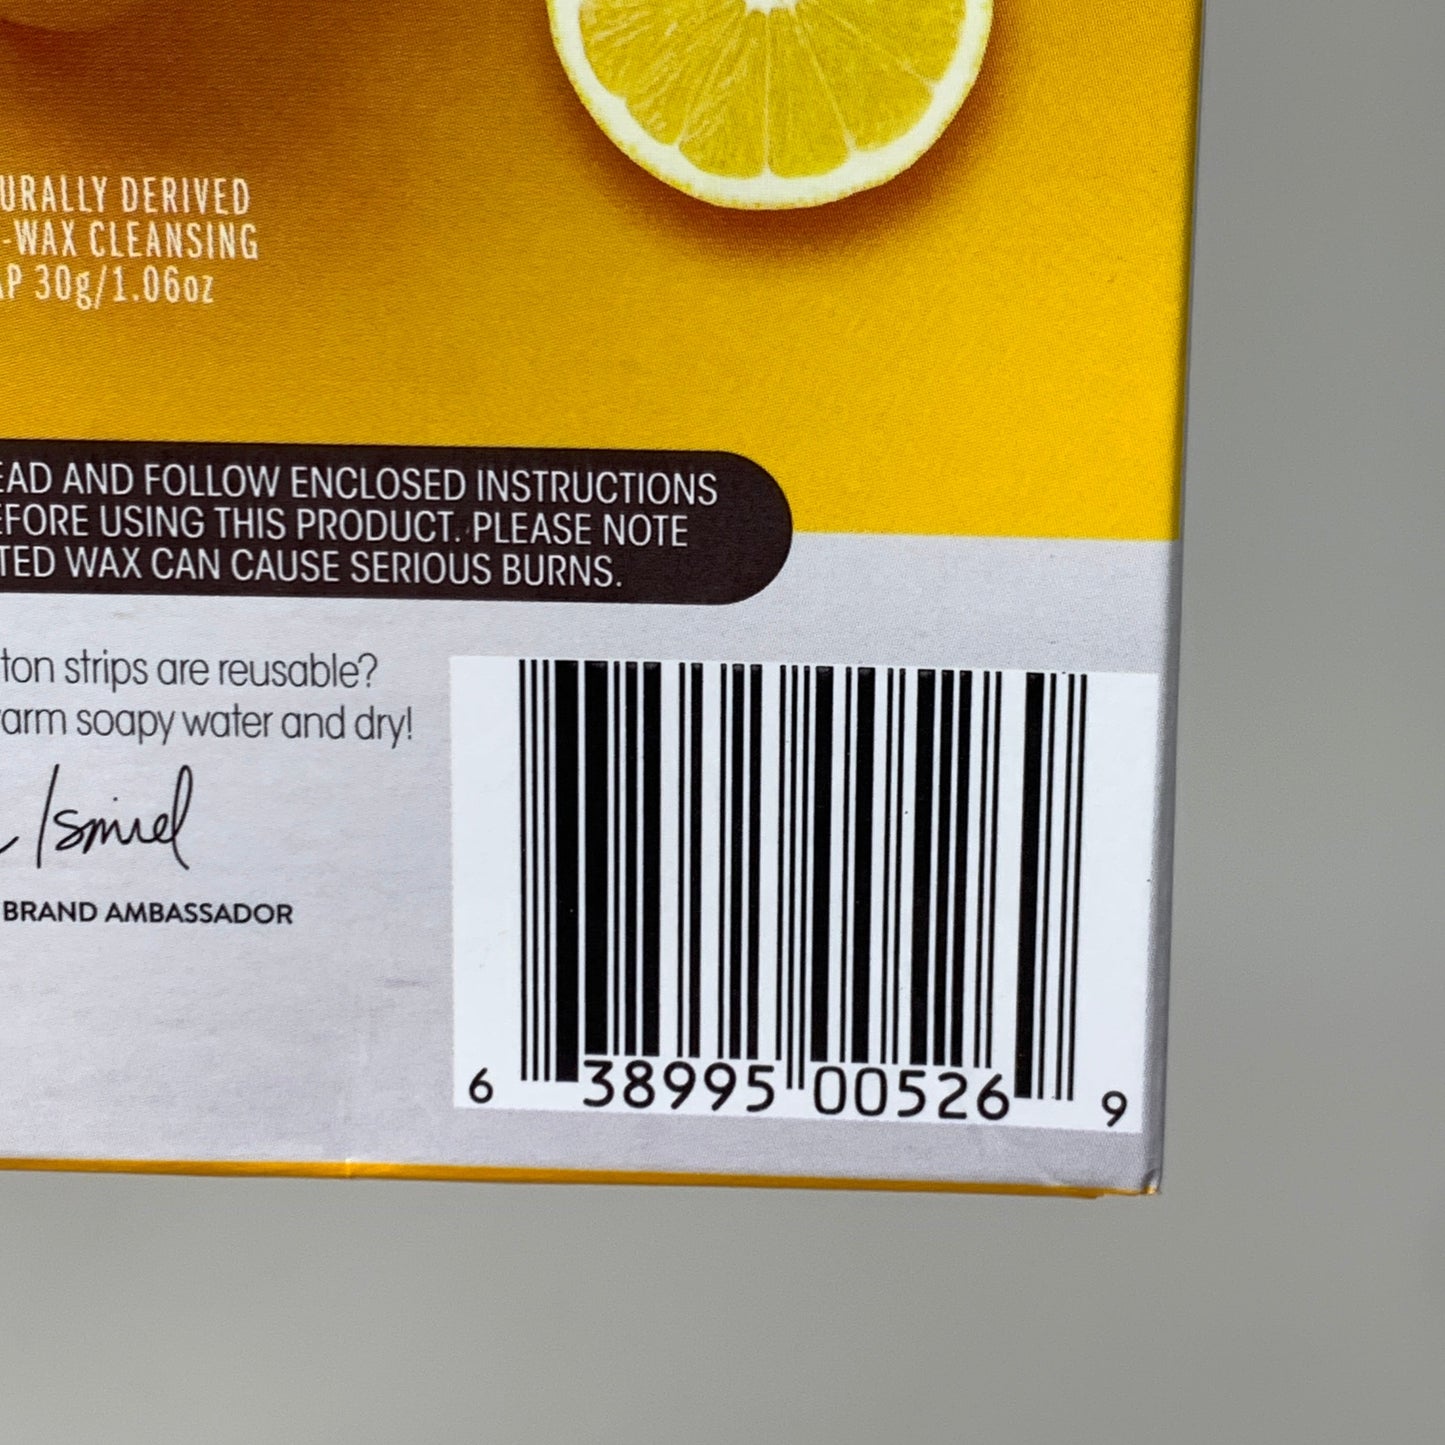 URALLY DERIVED
-WAX CLEANSING
AP 30g/1.06oz
EAD AND FOLLOW ENCLOSED INSTRUCTIONS
EFORE USING THIS PRODUCT. PLEASE NOTE
TED WAX CAN CAUSE SERIOUS BURNS.
ton strips are reusable?
arm soapy water and dry!
Ismiel
BRAND AMBASSADOR
6 38995 00526 9